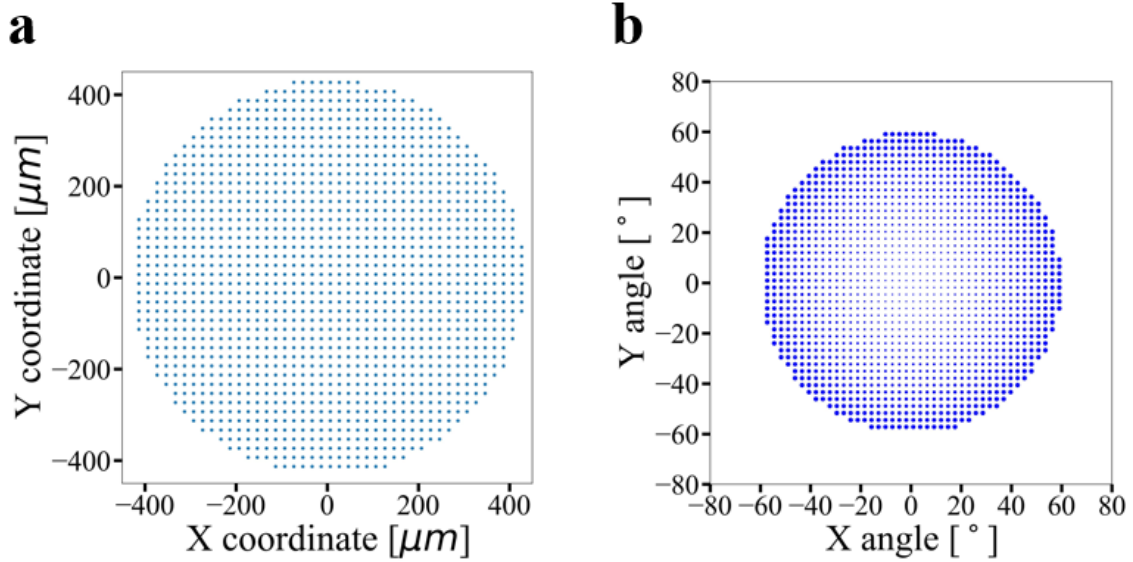 a
Y coordinate [μm]
400
200
0
−200
−400
−400 −200 0 200 400
X coordinate [μm]
b
Y angle [°]
80
60
40
20
0
−20
−40
−60
−80
−80 −60 −40 −20 0 20 40 60 80
X angle [°]